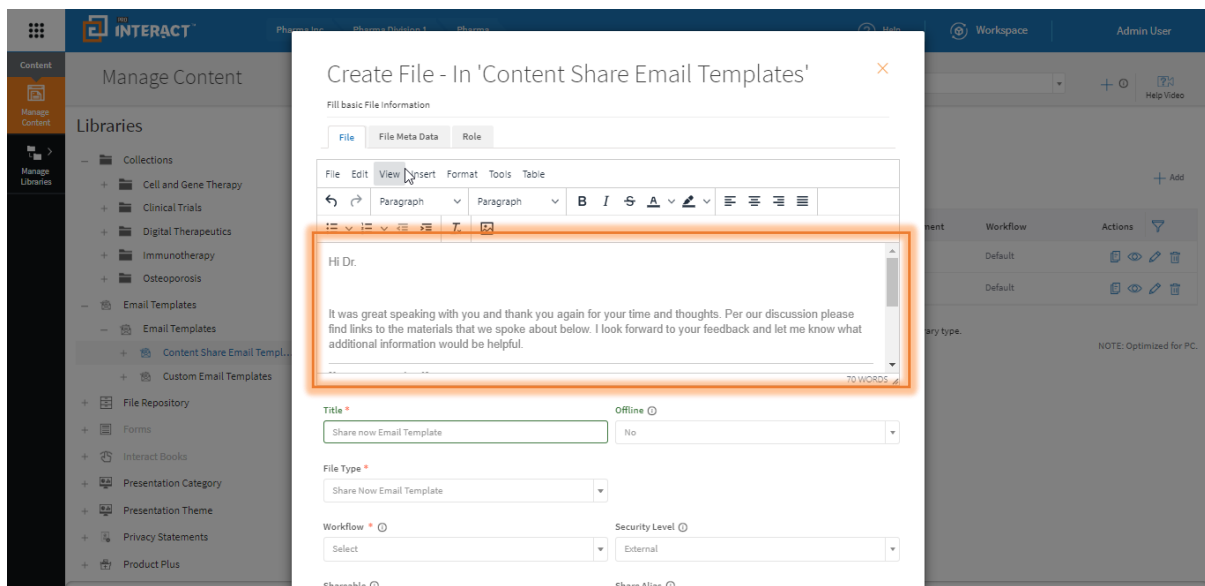 PRO
INTERACT™
Pharma Inc Pharma Division 1 Pharma
Help
Workspace
Admin User
Content
Manage Content
Manage Libraries
Manage Content
Help Video
Libraries
Collections
Cell and Gene Therapy
Clinical Trials
Digital Therapeutics
Immunotherapy
Osteoporosis
Email Templates
Email Templates
Content Share Email Templ...
Custom Email Templates
File Repository
Forms
Interact Books
Presentation Category
Presentation Theme
Privacy Statements
Product Plus
Create File - In 'Content Share Email Templates'
Fill basic File Information
File File Meta Data Role
File Edit View Insert Format Tools Table
Paragraph Paragraph B I S A
Hi Dr.
It was great speaking with you and thank you again for your time and thoughts. Per our discussion please
find links to the materials that we spoke about below. I look forward to your feedback and let me know what
additional information would be helpful.
70 WORDS
Title *
Offline
Share now Email Template
No
File Type *
Share Now Email Template
Workflow *
Security Level
Select
External
Shareable
Share Alias
Add
ment Workflow Actions
Default
Default
ary type.
NOTE: Optimized for PC.